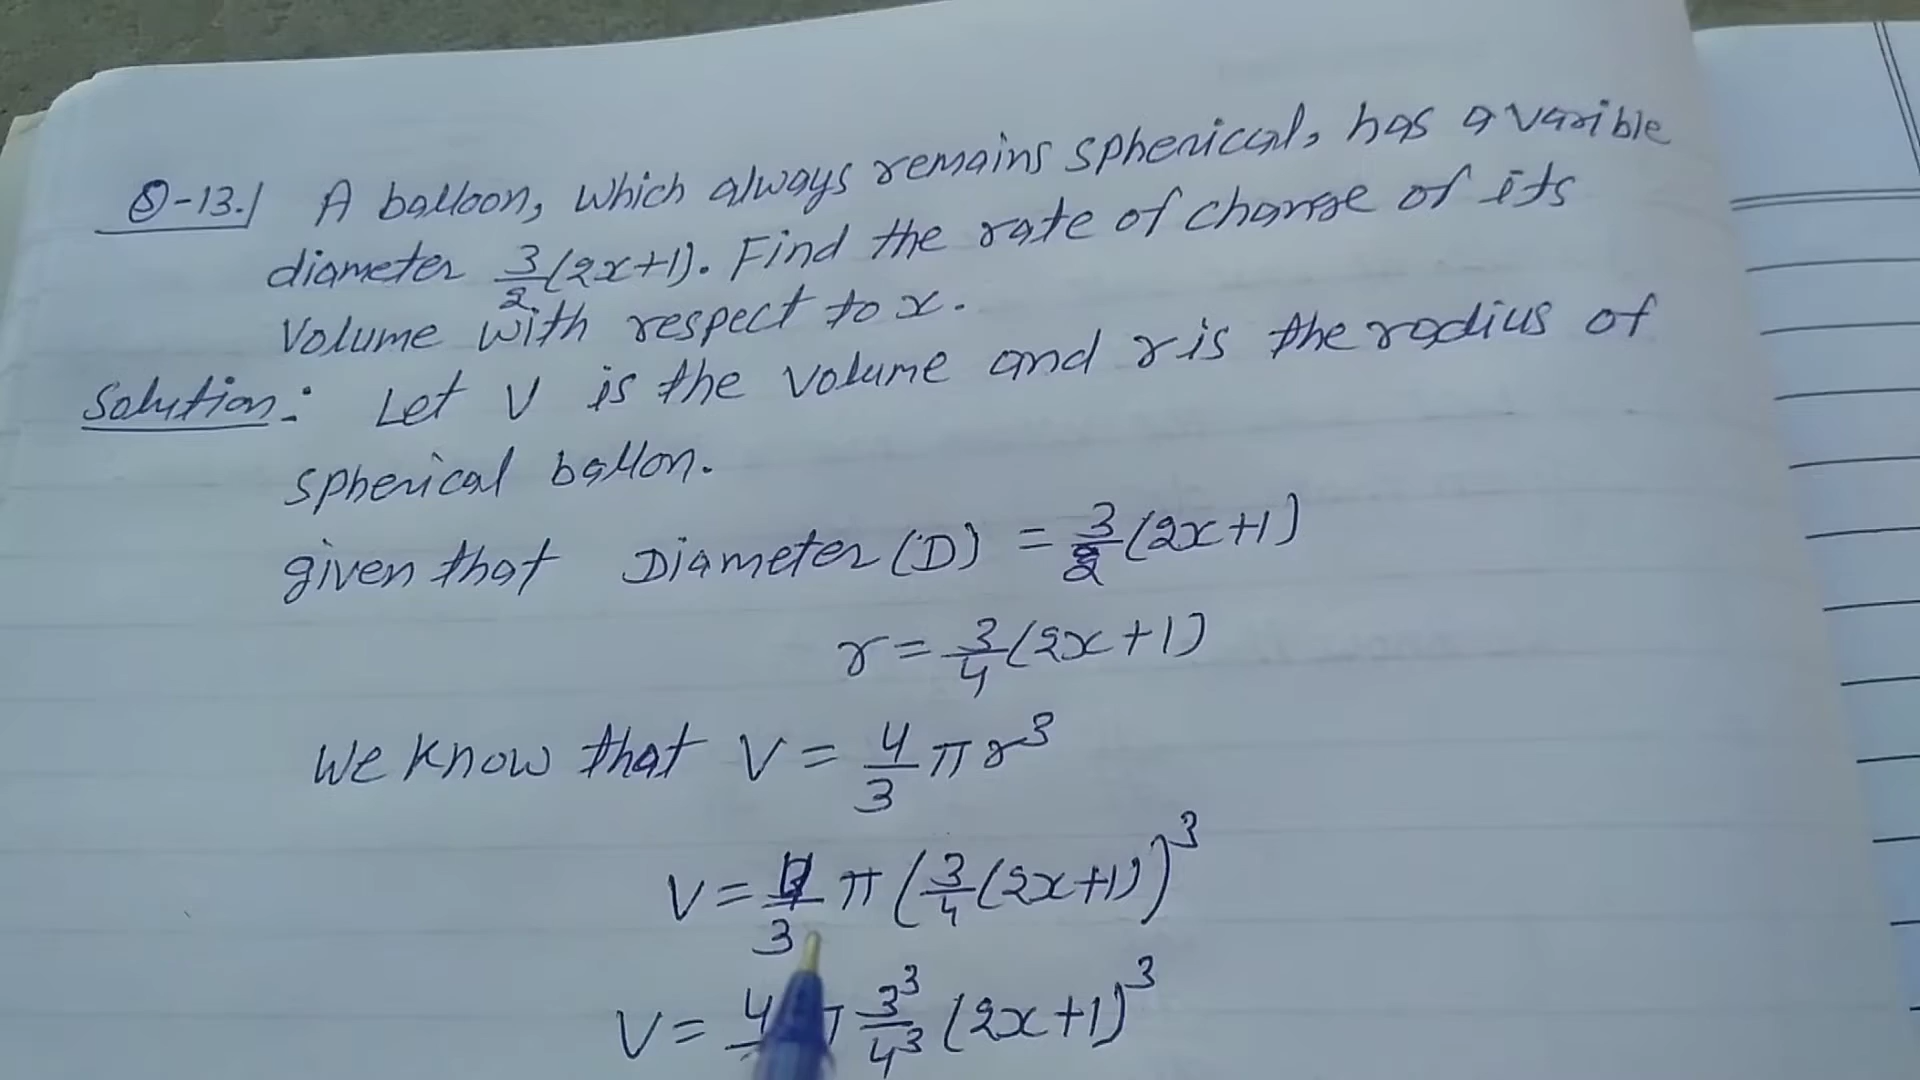 Q-13.| A balloon, which always remains spherical, has a varible
diameter 3/2(2x+1). Find the rate of change of its
Volume with respect to x.
Solution: Let V is the Volume and r is the radius of
spherical ballon.
given that Diameter (D) = 3/2(2x+1)
r = 3/4(2x+1)
We know that V = 4/3 π r³
V = 4/3 π (3/4(2x+1))³
V = 4 π 3³/4³ (2x+1)³